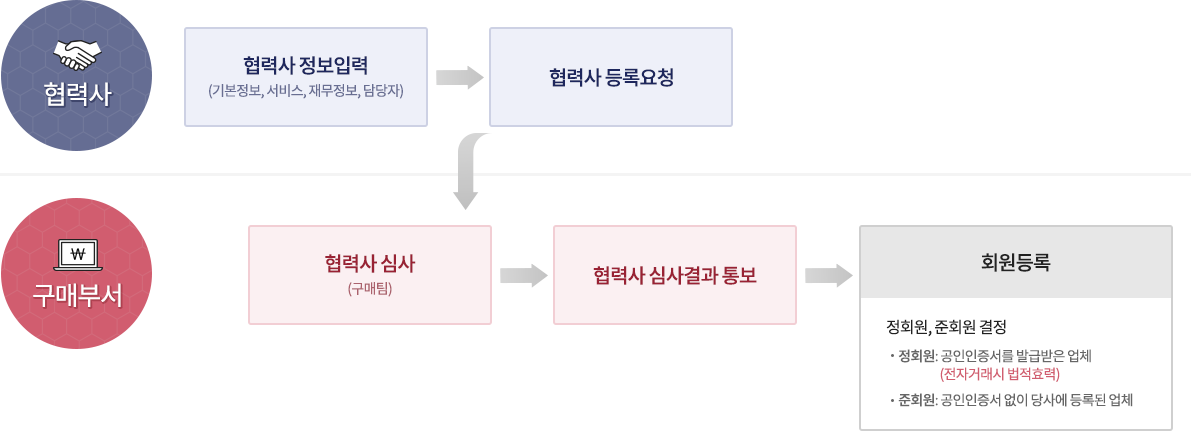 협력사
협력사 정보입력
(기본정보, 서비스, 재무정보, 담당자)
협력사 등록요청
구매부서
협력사 심사
(구매팀)
협력사 심사결과 통보
회원등록
정회원, 준회원 결정
• 정회원: 공인인증서를 발급받은 업체
(전자거래시 법적효력)
• 준회원: 공인인증서 없이 당사에 등록된 업체